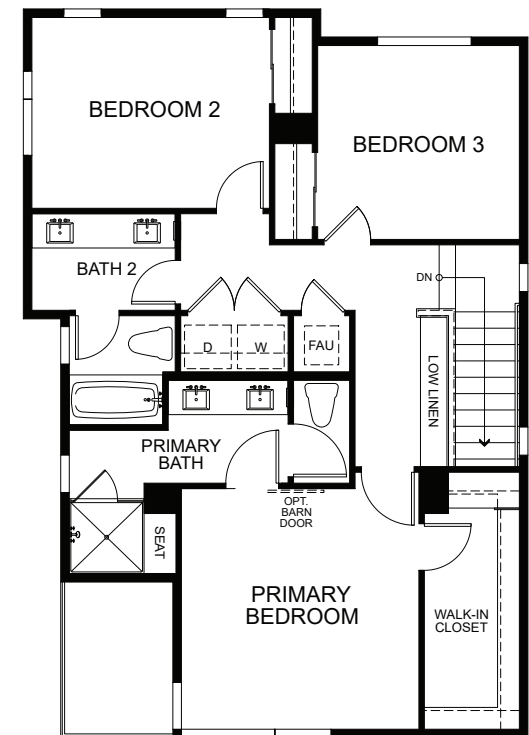 BEDROOM 2
BEDROOM 3
BATH 2
DN
D
W
FAU
LOW LINEN
PRIMARY
BATH
OPT.
BARN
DOOR
SEAT
PRIMARY
BEDROOM
WALK-IN
CLOSET